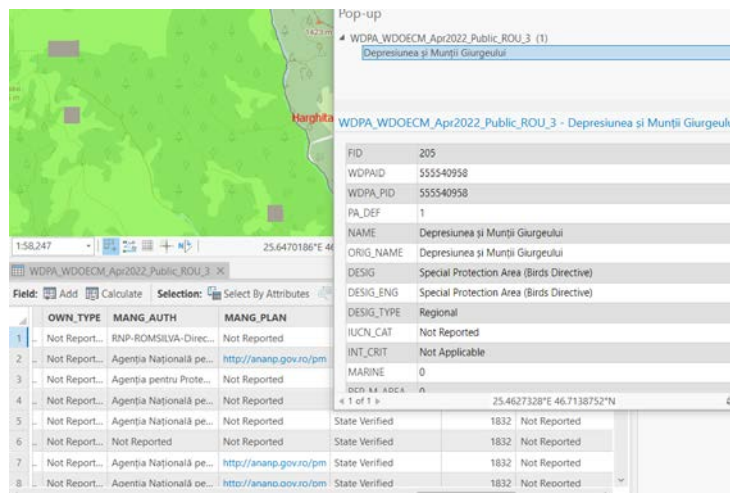 Pop-up
WDPA_WDOECM_Apr2022_Public_ROU_3 (1)
Depresiunea și Munții Giurgeului
Harghita
WDPA_WDOECM_Apr2022_Public_ROU_3 - Depresiunea și Munții Giurgeulu
FID 205
WDPAID 555540958
WDPA_PID 555540958
PA_DEF 1
NAME Depresiunea și Munții Giurgeului
ORIG_NAME Depresiunea și Munții Giurgeului
DESIG Special Protection Area (Birds Directive)
DESIG_ENG Special Protection Area (Birds Directive)
DESIG_TYPE Regional
IUCN_CAT Not Reported
INT_CRIT Not Applicable
MARINE 0
REP_M_AREA 0
1 of 1
25.4627328°E 46.7138752°N
1:58,247 25.6470186°E 46
WDPA_WDOECM_Apr2022_Public_ROU_3
Field: Add Calculate Selection: Select By Attributes
OWN_TYPE MANG_AUTH MANG_PLAN
1 Not Report... RNP-ROMSILVA-Direc... Not Reported
2 Not Report... Agenția Națională pe... http://ananp.gov.ro/pm
3 Not Report... Agenția pentru Prote... Not Reported
4 Not Report... Agenția Națională pe... Not Reported
5 Not Report... Agenția Națională pe... Not Reported State Verified 1832 Not Reported
6 Not Report... Not Reported Not Reported State Verified 1832 Not Reported
7 Not Report... Agenția Națională pe... http://ananp.gov.ro/pm State Verified 1832 Not Reported
8 Not Report... Agenția Națională pe... http://ananp.gov.ro/pm State Verified 1832 Not Reported